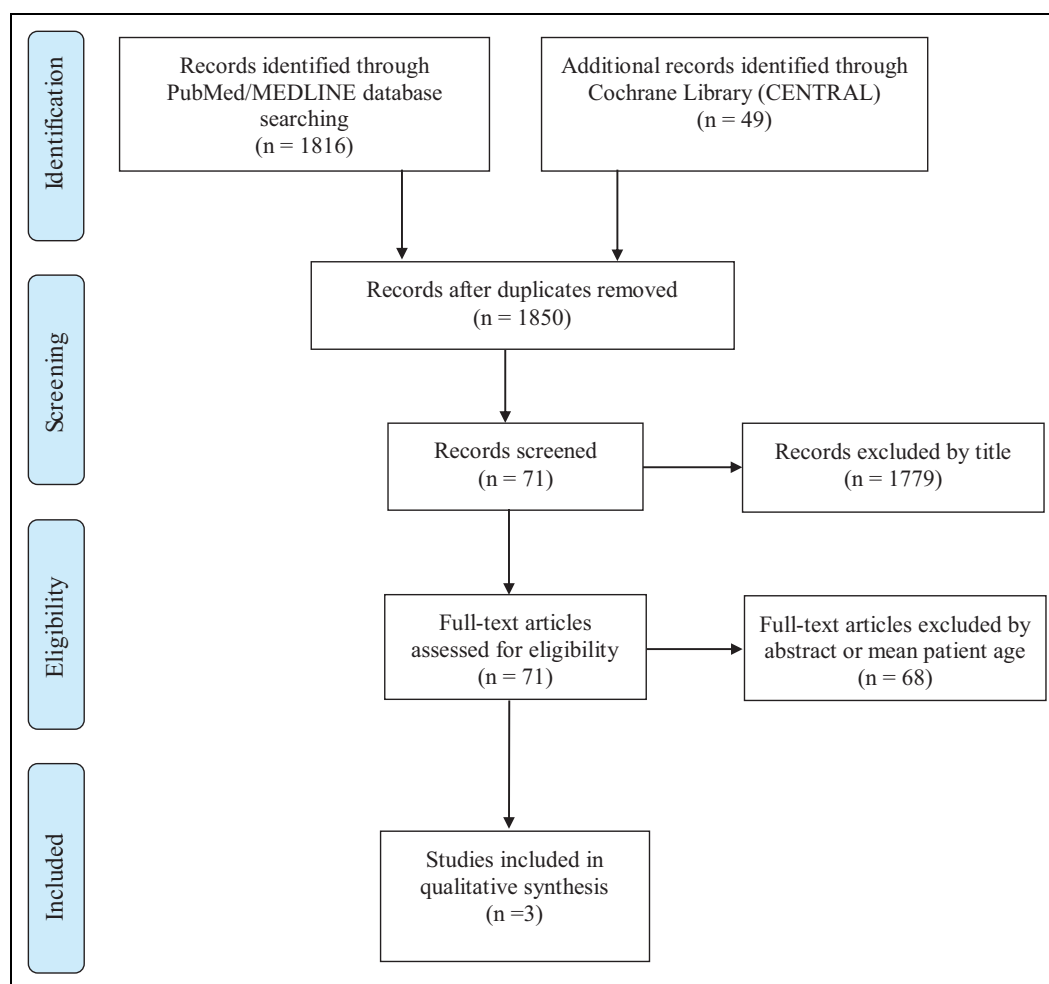 Identification
Records identified through
PubMed/MEDLINE database
searching
(n = 1816)
Additional records identified through
Cochrane Library (CENTRAL)
(n = 49)
Records after duplicates removed
(n = 1850)
Screening
Records screened
(n = 71)
Records excluded by title
(n = 1779)
Eligibility
Full-text articles
assessed for eligibility
(n = 71)
Full-text articles excluded by
abstract or mean patient age
(n = 68)
Included
Studies included in
qualitative synthesis
(n =3)